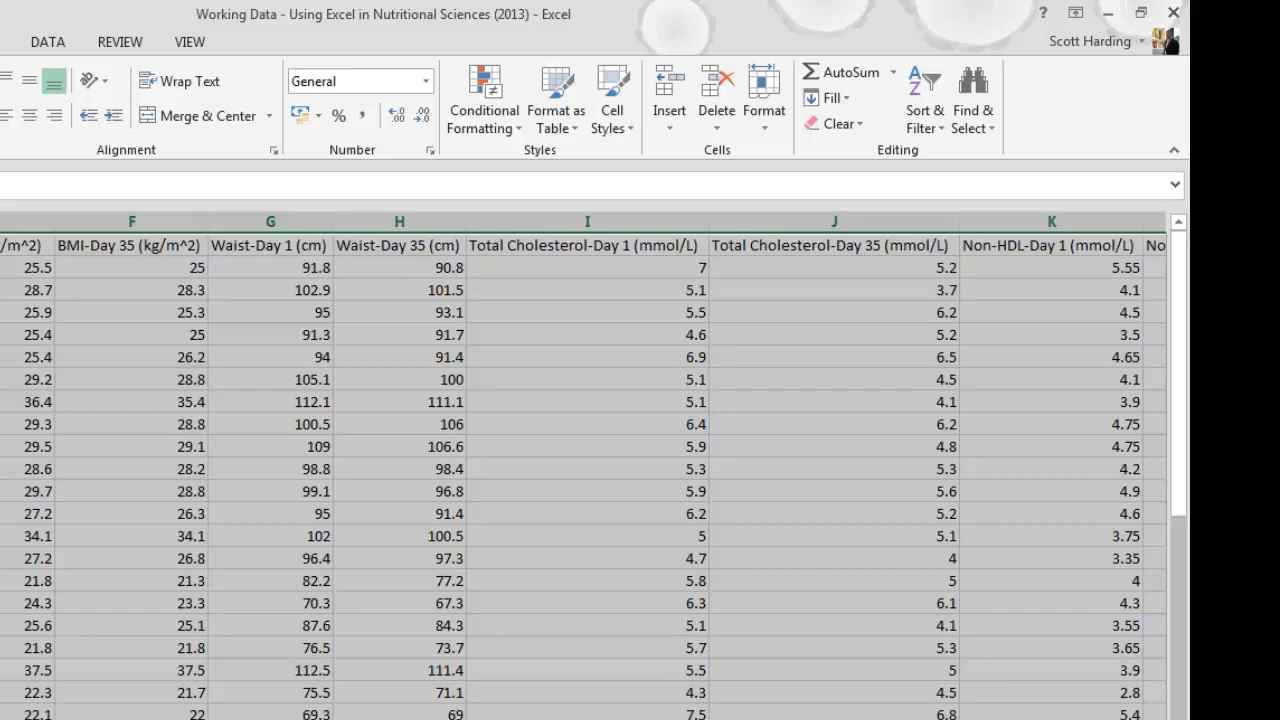 Working Data - Using Excel in Nutritional Sciences (2013) - Excel
?
DATA REVIEW VIEW
Scott Harding
Wrap Text
General
AutoSum
Fill
Clear
Merge & Center
%
,
Conditional Formatting
Format as Table
Cell Styles
Insert
Delete
Format
Sort & Filter
Find & Select
Alignment Number Styles Cells Editing
F G H I J K
/m^2) BMI-Day 35 (kg/m^2) Waist-Day 1 (cm) Waist-Day 35 (cm) Total Cholesterol-Day 1 (mmol/L) Total Cholesterol-Day 35 (mmol/L) Non-HDL-Day 1 (mmol/L) No
25.5 25 91.8 90.8 7 5.2 5.55
28.7 28.3 102.9 101.5 5.1 3.7 4.1
25.9 25.3 95 93.1 5.5 6.2 4.5
25.4 25 91.3 91.7 4.6 5.2 3.5
25.4 26.2 94 91.4 6.9 6.5 4.65
29.2 28.8 105.1 100 5.1 4.5 4.1
36.4 35.4 112.1 111.1 5.1 4.1 3.9
29.3 28.8 100.5 106 6.4 6.2 4.75
29.5 29.1 109 106.6 5.9 4.8 4.75
28.6 28.2 98.8 98.4 5.3 5.3 4.2
29.7 28.8 99.1 96.8 5.9 5.6 4.9
27.2 26.3 95 91.4 6.2 5.2 4.6
34.1 34.1 102 100.5 5 5.1 3.75
27.2 26.8 96.4 97.3 4.7 4 3.35
21.8 21.3 82.2 77.2 5.8 5 4
24.3 23.3 70.3 67.3 6.3 6.1 4.3
25.6 25.1 87.6 84.3 5.1 4.1 3.55
21.8 21.8 76.5 73.7 5.7 5.3 3.65
37.5 37.5 112.5 111.4 5.5 5 3.9
22.3 21.7 75.5 71.1 4.3 4.5 2.8
22.1 22 69.3 69 7.5 6.8 5.4